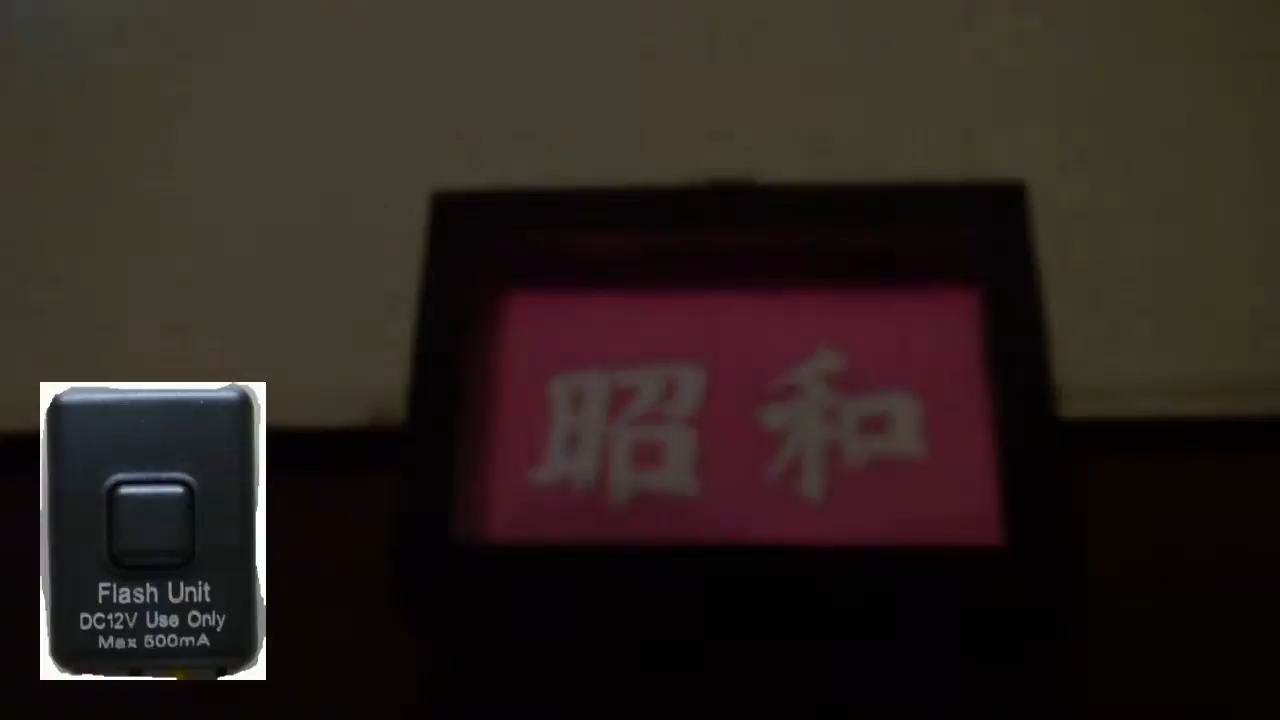 昭和
Flash Unit
DC12V Use Only
Max 500mA